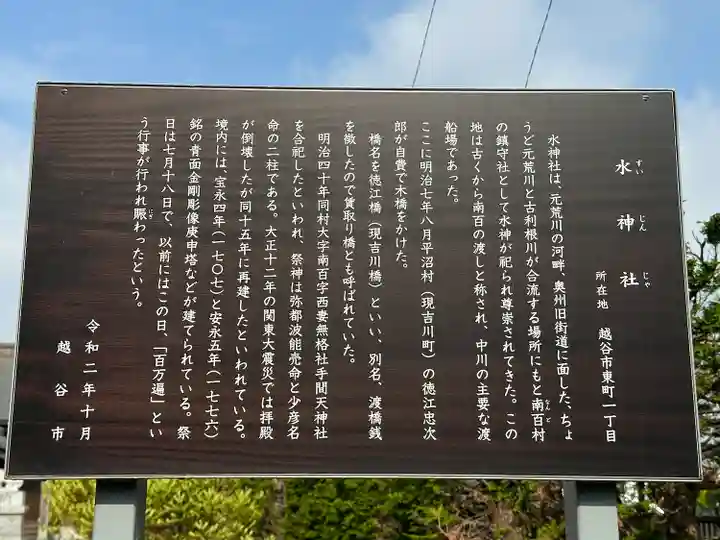 水神社
すいじんじゃ
所在地　越谷市東町一丁目
水神社は、元荒川の河畔、奥州旧街道に面した、ちょ
うど元荒川と古利根川が合流する場所にもと南百村
なんど
の鎮守社として水神が祀られ尊崇されてきた。この
地は古くから南百の渡しと称され、中川の主要な渡
船場であった。
ここに明治七年八月平沼村（現吉川町）の徳江忠次
郎が自費で木橋をかけた。
橋名を徳江橋（現吉川橋）といい、別名、渡橋銭
を徴したので賃取り橋とも呼ばれていた。
明治四十年同村大字南百字西妻無格社手間天神社
を合祀したといわれ、祭神は弥都波能売命と少彦名
命の二柱である。大正十二年の関東大震災では拝殿
が倒壊したが同十五年に再建したといわれている。
境内には、宝永四年（一七〇七）と安永五年（一七七六）
銘の青面金剛彫像庚申塔などが建てられている。祭
日は七月十八日で、以前にはこの日、「百万遍」とい
う行事が行われ賑わったという。
にぎ
令和二年十月
越谷市